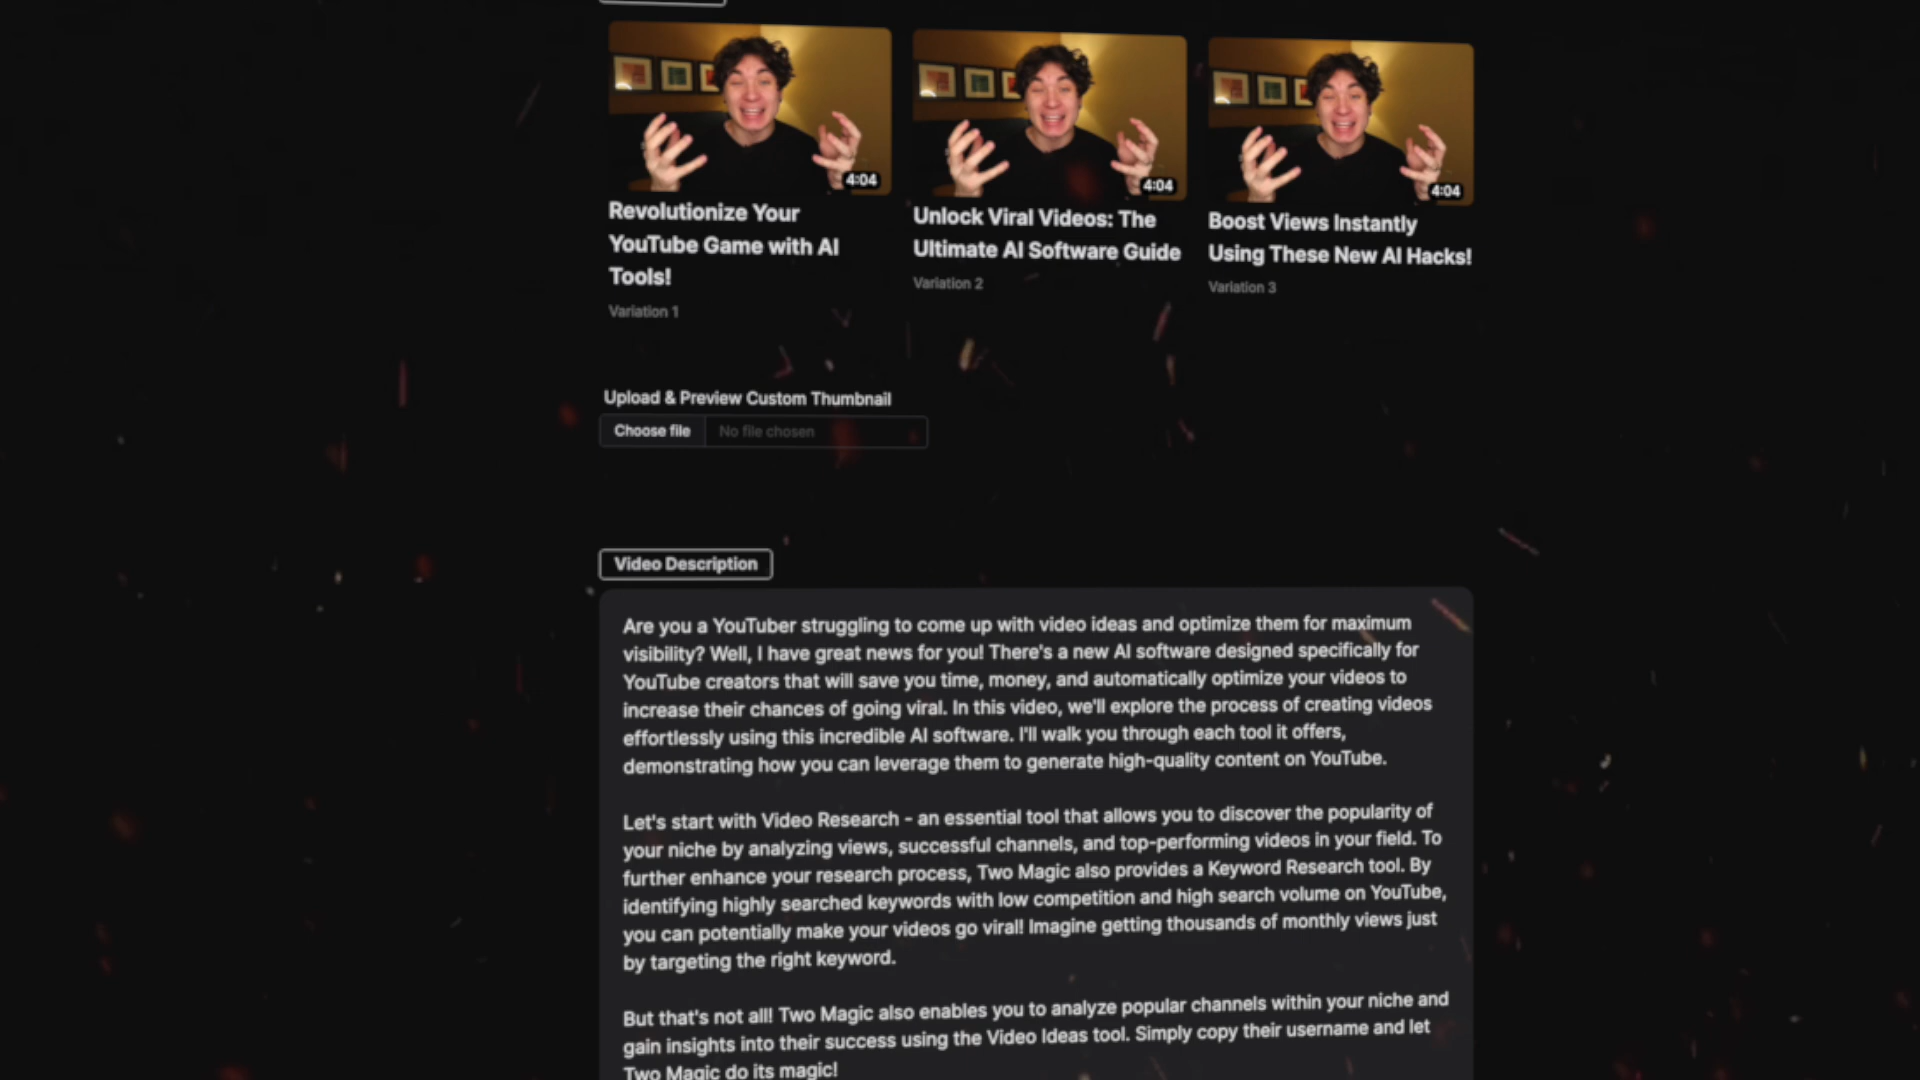 4:04
4:04
4:04
Revolutionize Your
YouTube Game with AI
Tools!
Variation 1
Unlock Viral Videos: The
Ultimate AI Software Guide
Variation 2
Boost Views Instantly
Using These New AI Hacks!
Variation 3
Upload & Preview Custom Thumbnail
Choose file
No file chosen
Video Description
Are you a YouTuber struggling to come up with video ideas and optimize them for maximum
visibility? Well, I have great news for you! There's a new AI software designed specifically for
YouTube creators that will save you time, money, and automatically optimize your videos to
increase their chances of going viral. In this video, we'll explore the process of creating videos
effortlessly using this incredible AI software. I'll walk you through each tool it offers,
demonstrating how you can leverage them to generate high-quality content on YouTube.
Let's start with Video Research - an essential tool that allows you to discover the popularity of
your niche by analyzing views, successful channels, and top-performing videos in your field. To
further enhance your research process, Two Magic also provides a Keyword Research tool. By
identifying highly searched keywords with low competition and high search volume on YouTube,
you can potentially make your videos go viral! Imagine getting thousands of monthly views just
by targeting the right keyword.
But that's not all! Two Magic also enables you to analyze popular channels within your niche and
gain insights into their success using the Video Ideas tool. Simply copy their username and let
Two Magic do its magic!